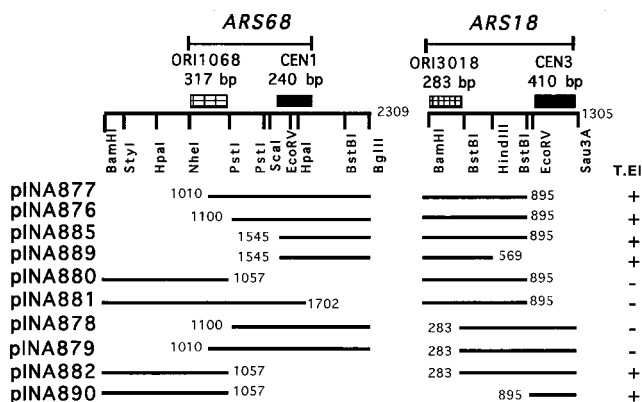 ARS68 ARS18
ORI1068 CEN1 ORI3018 CEN3
317 bp 240 bp 283 bp 410 bp
2309 1305
BamHI StyI HpaI NheI PstI PstI ScaI EcoRV HpaI BstBI BglII BamHI BstBI HindIII BstBI EcoRV Sau3A
T.EI
pINA877 1010 895 +
pINA876 1100 895 +
pINA885 1545 895 +
pINA889 1545 569 +
pINA880 1057 895 -
pINA881 1702 895 -
pINA878 1100 283 -
pINA879 1010 283 -
pINA882 1057 283 +
pINA890 1057 895 +